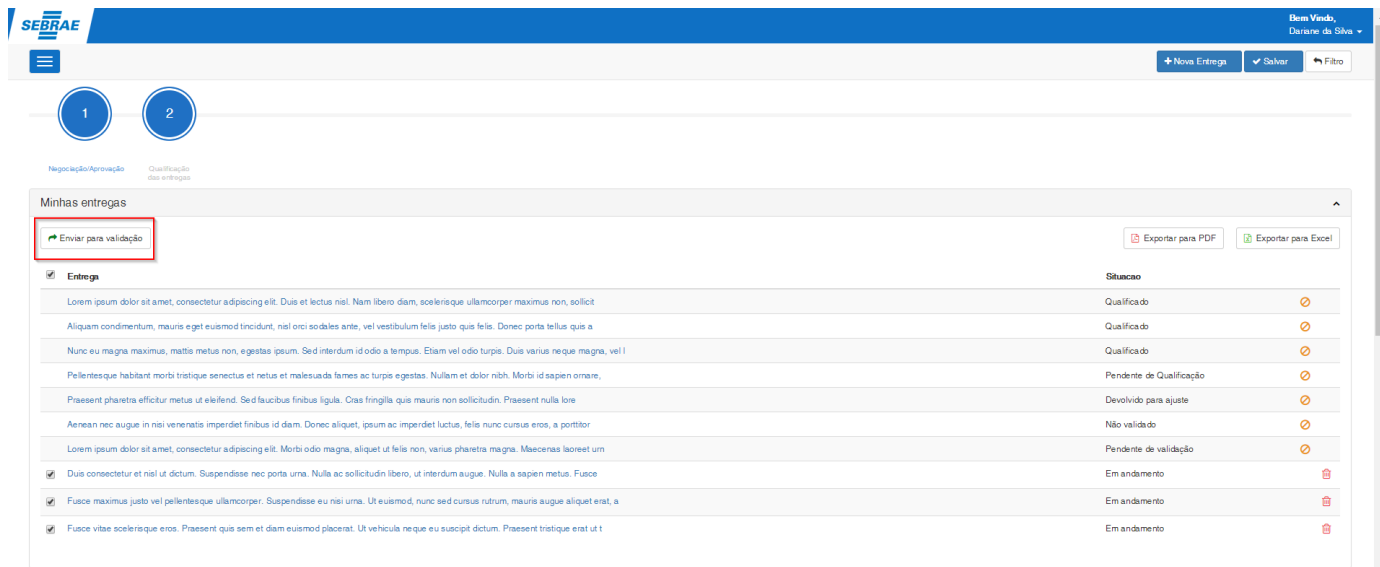 SEBRAE
Bem Vindo,
Dariane da Silva
Nova Entrega
Salvar
Filtro
1
2
Negociação/Aprovação
Qualificação
das entregas
Minhas entregas
Enviar para validação
Exportar para PDF
Exportar para Excel
Entrega Situacao
Lorem ipsum dolor sit amet, consectetur adipiscing elit. Duis et lectus nisl. Nam libero diam, scelerisque ullamcorper maximus non, sollicit Qualificado
Aliquam condimentum, mauris eget euismod tincidunt, nisl orci sodales ante, vel vestibulum felis justo quis felis. Donec porta tellus quis a Qualificado
Nunc eu magna maximus, mattis metus non, egestas ipsum. Sed interdum id odio a tempus. Etiam vel odio turpis. Duis varius neque magna, vel l Qualificado
Pellentesque habitant morbi tristique senectus et netus et malesuada fames ac turpis egestas. Nullam et dolor nibh. Morbi id sapien ornare, Pendente de Qualificação
Praesent pharetra efficitur metus ut eleifend. Sed faucibus finibus ligula. Cras fringilla quis mauris non sollicitudin. Praesent nulla lore Devolvido para ajuste
Aenean nec augue in nisi venenatis imperdiet finibus id diam. Donec aliquet, ipsum ac imperdiet luctus, felis nunc cursus eros, a porttitor Não validado
Lorem ipsum dolor sit amet, consectetur adipiscing elit. Morbi odio magna, aliquet ut felis non, varius pharetra magna. Maecenas laoreet urn Pendente de validação
Duis consectetur et nisl ut dictum. Suspendisse nec porta urna. Nulla ac sollicitudin libero, ut interdum augue. Nulla a sapien metus. Fusce Em andamento
Fusce maximus justo vel pellentesque ullamcorper. Suspendisse eu nisi urna. Ut euismod, nunc sed cursus rutrum, mauris augue aliquet erat, a Em andamento
Fusce vitae scelerisque eros. Praesent quis sem et diam euismod placerat. Ut vehicula neque eu suscipit dictum. Praesent tristique erat ut t Em andamento